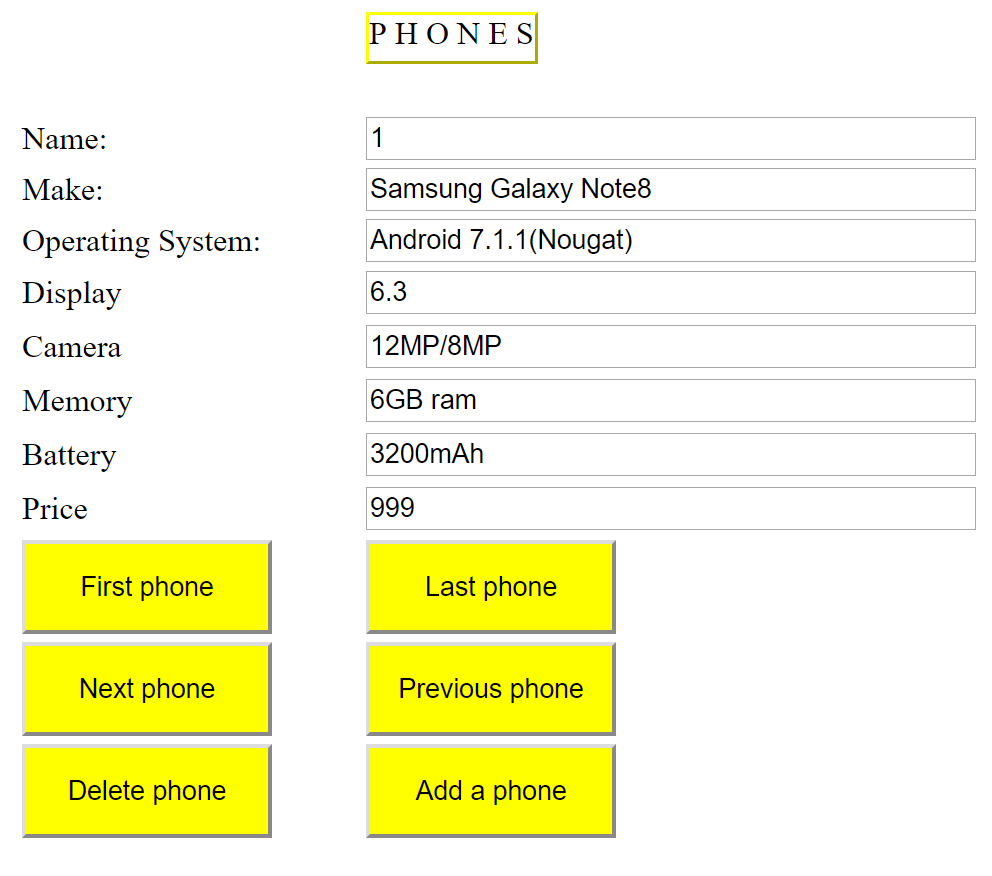 P H O N E S
Name: 1
Make: Samsung Galaxy Note8
Operating System: Android 7.1.1(Nougat)
Display 6.3
Camera 12MP/8MP
Memory 6GB ram
Battery 3200mAh
Price 999
First phone Last phone
Next phone Previous phone
Delete phone Add a phone